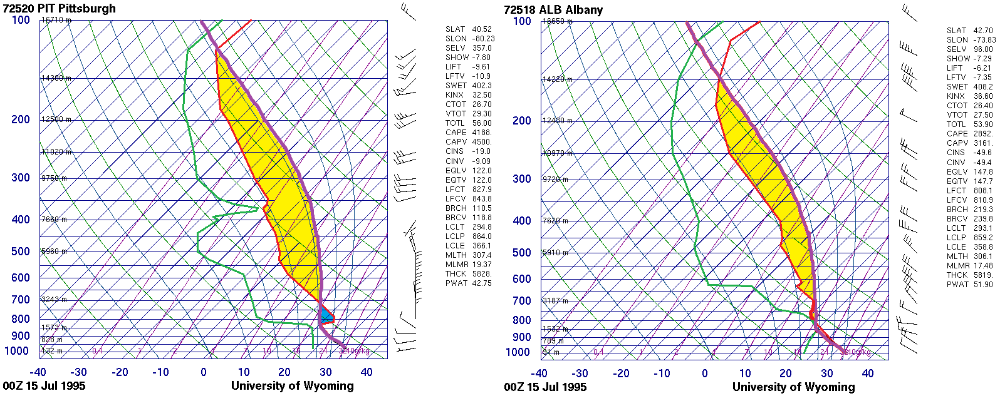 72520 PIT Pittsburgh
100
16710 m
14300 m
200
12500 m
11020 m
300
9750 m
400
7660 m
500
5960 m
600
700
3243 m
800
1573 m
900
828 m
1000
132 m
0.4
1
2
4
7
10
16
24
32
40g/kg
-40
-30
-20
-10
0
10
20
30
40
00Z 15 Jul 1995
University of Wyoming
SLAT 40.52
SLON -80.23
SELV 357.0
SHOW -7.80
LIFT -9.61
LFTV -10.9
SWET 402.3
KINX 32.50
CTOT 26.70
VTOT 29.30
TOTL 56.00
CAPE 4188.
CAPV 4500.
CINS -19.0
CINV -9.09
EQLV 122.0
EQTV 122.0
LFCT 827.9
LFCV 843.8
BRCH 110.5
BRCV 118.8
LCLT 294.8
LCLP 864.0
LCLE 366.1
MLTH 307.4
MLMR 19.37
THCK 5828.
PWAT 42.75
72518 ALB Albany
100
16650 m
14220 m
200
12430 m
10970 m
300
9720 m
400
7620 m
500
5910 m
600
700
3187 m
800
1532 m
900
789 m
1000
91 m
0.4
1
2
4
7
10
16
24
32
40g/kg
-40
-30
-20
-10
0
10
20
30
40
00Z 15 Jul 1995
University of Wyoming
SLAT 42.70
SLON -73.83
SELV 96.00
SHOW -7.29
LIFT -6.21
LFTV -7.35
SWET 408.2
KINX 36.60
CTOT 26.40
VTOT 27.50
TOTL 53.90
CAPE 2892.
CAPV 3161.
CINS -49.6
CINV -49.4
EQLV 147.8
EQTV 147.7
LFCT 808.1
LFCV 810.9
BRCH 219.3
BRCV 239.8
LCLT 293.1
LCLP 859.2
LCLE 358.8
MLTH 306.1
MLMR 17.48
THCK 5819.
PWAT 51.90